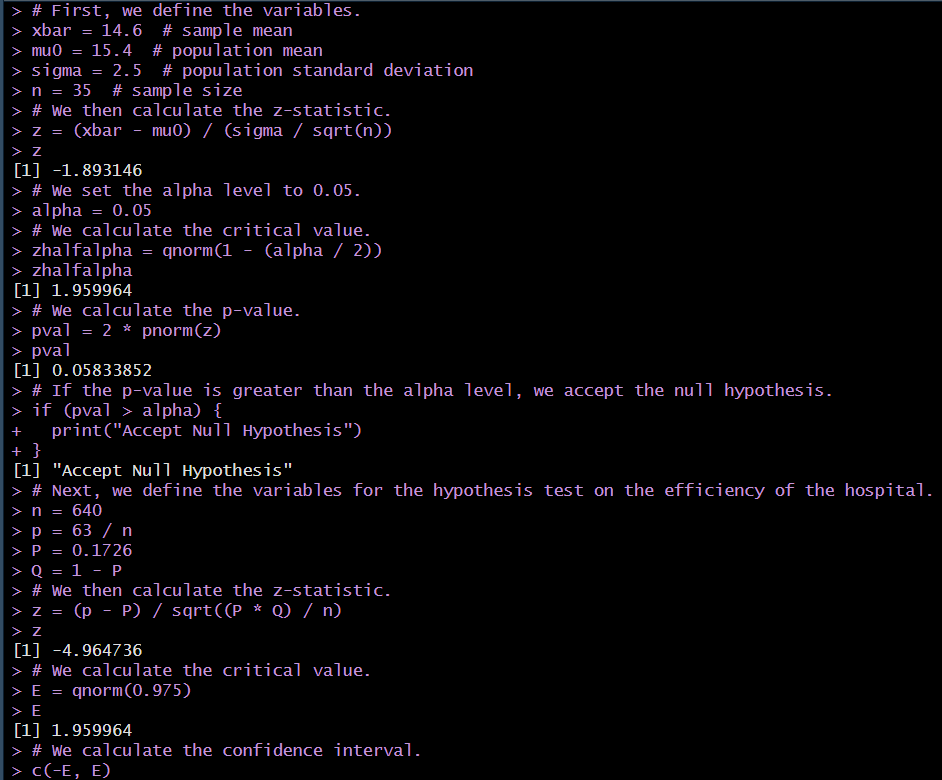 > # First, we define the variables.
> xbar = 14.6  # sample mean
> mu0 = 15.4  # population mean
> sigma = 2.5  # population standard deviation
> n = 35  # sample size
> # We then calculate the z-statistic.
> z = (xbar - mu0) / (sigma / sqrt(n))
> z
[1] -1.893146
> # We set the alpha level to 0.05.
> alpha = 0.05
> # We calculate the critical value.
> zhalfalpha = qnorm(1 - (alpha / 2))
> zhalfalpha
[1] 1.959964
> # We calculate the p-value.
> pval = 2 * pnorm(z)
> pval
[1] 0.05833852
> # If the p-value is greater than the alpha level, we accept the null hypothesis.
> if (pval > alpha) {
+   print("Accept Null Hypothesis")
+ }
[1] "Accept Null Hypothesis"
> # Next, we define the variables for the hypothesis test on the efficiency of the hospital.
> n = 640
> p = 63 / n
> P = 0.1726
> Q = 1 - P
> # We then calculate the z-statistic.
> z = (p - P) / sqrt((P * Q) / n)
> z
[1] -4.964736
> # We calculate the critical value.
> E = qnorm(0.975)
> E
[1] 1.959964
> # We calculate the confidence interval.
> c(-E, E)